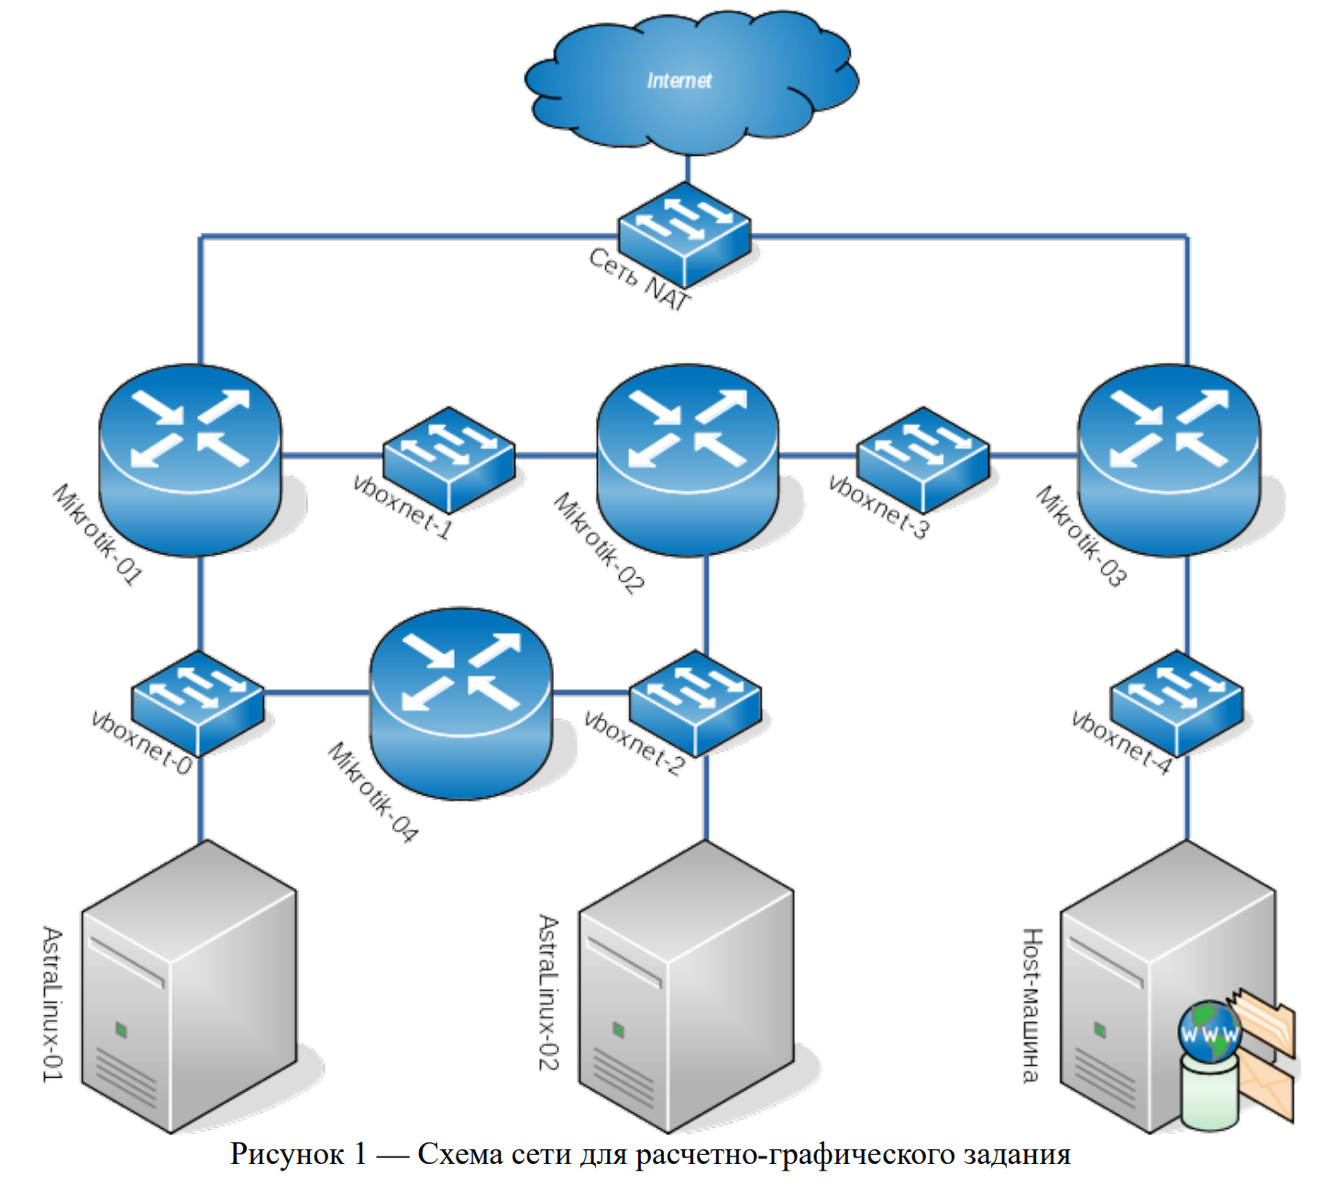 Internet
Сеть NAT
vboxnet-1
vboxnet-3
Mikrotik-01
Mikrotik-02
Mikrotik-03
vboxnet-0
vboxnet-2
vboxnet-4
Mikrotik-04
AstraLinux-01
AstraLinux-02
Host-машина
WWW
Рисунок 1 — Схема сети для расчетно-графического задания